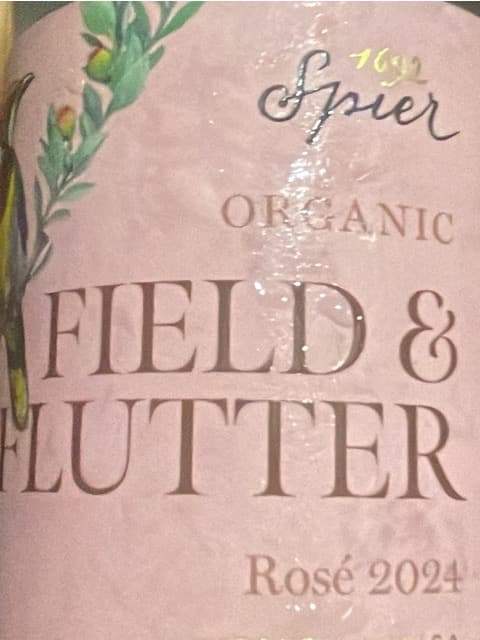 1692
Spier
ORGANIC
FIELD &
FLUTTER
Rosé 2024